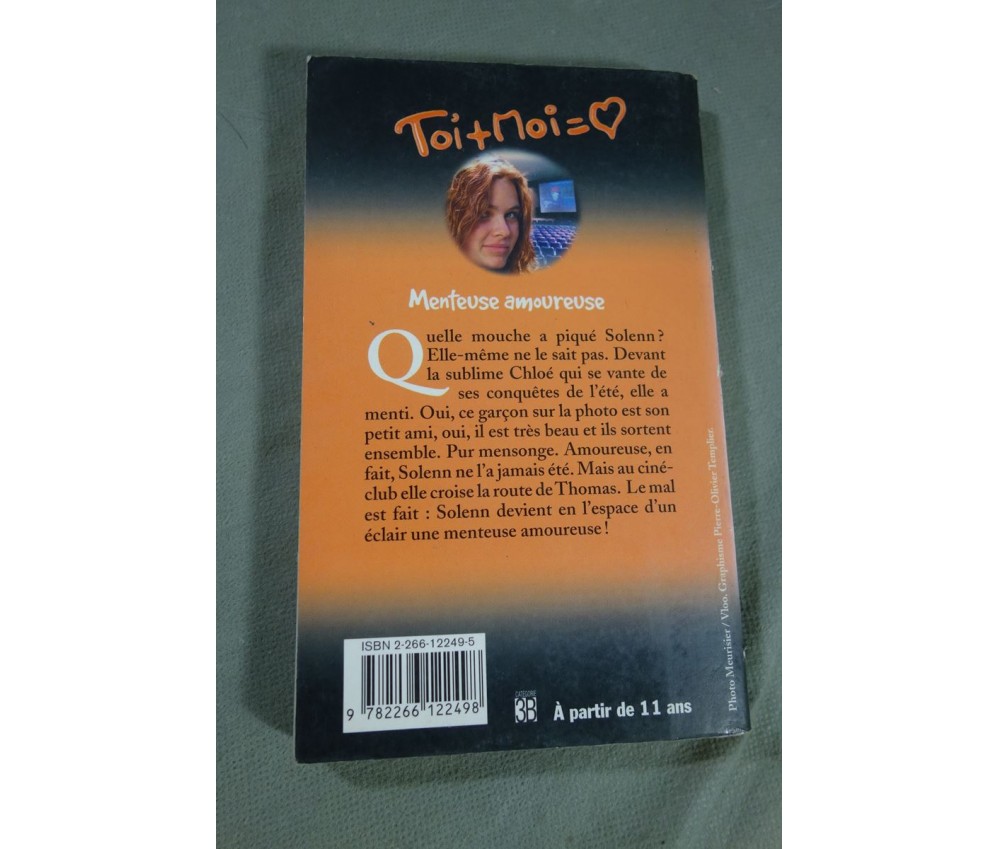 Toi+Moi=♡
Menteuse amoureuse
Quelle mouche a piqué Solenn ?
Elle-même ne le sait pas. Devant
la sublime Chloé qui se vante de
ses conquêtes de l'été, elle a
menti. Oui, ce garçon sur la photo est son
petit ami, oui, il est très beau et ils sortent
ensemble. Pur mensonge. Amoureuse, en
fait, Solenn ne l'a jamais été. Mais au ciné-
club elle croise la route de Thomas. Le mal
est fait : Solenn devient en l'espace d'un
éclair une menteuse amoureuse !
Photo Meurisier / Vloo. Graphisme Pierre-Olivier Templier.
ISBN 2-266-12249-5
9 782266 122498
CATÉGORIE
3B
À partir de 11 ans